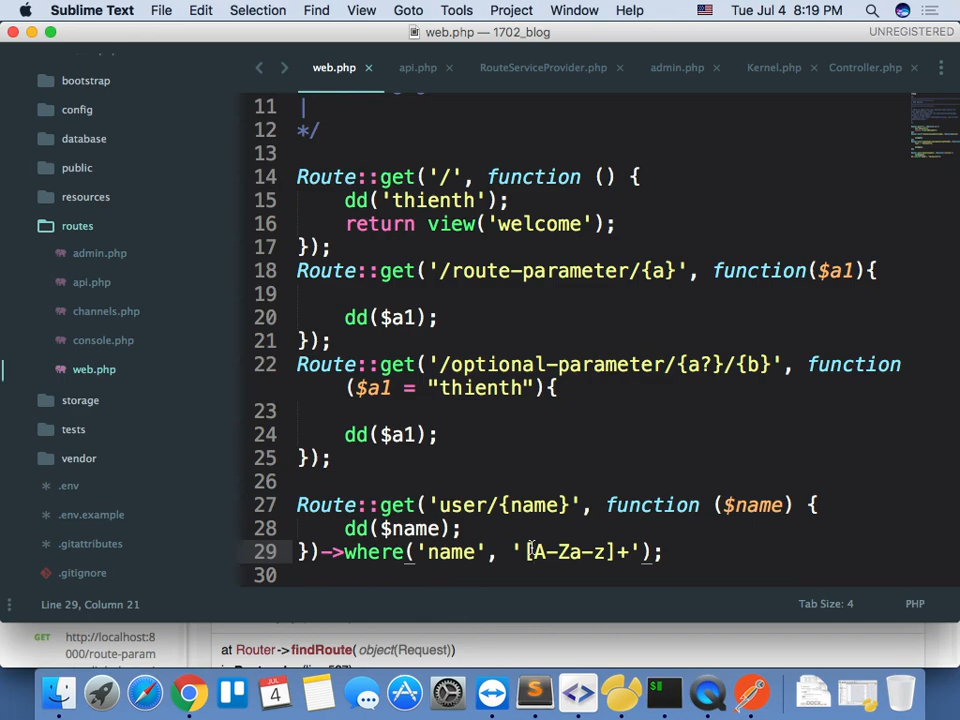 Sublime Text File Edit Selection Find View Goto Tools Project Window Help Tue Jul 4 8:19 PM
web.php — 1702_blog UNREGISTERED
web.php × api.php × RouteServiceProvider.php × admin.php × Kernel.php × Controller.php ×
bootstrap
config
database
public
resources
routes
admin.php
api.php
channels.php
console.php
web.php
storage
tests
vendor
.env
.env.example
.gitattributes
.gitignore
11 |
12 */
13
14 Route::get('/', function () {
15 dd('thienth');
16 return view('welcome');
17 });
18 Route::get('/route-parameter/{a}', function($a1){
19
20 dd($a1);
21 });
22 Route::get('/optional-parameter/{a?}/{b}', function
($a1 = "thienth"){
23
24 dd($a1);
25 });
26
27 Route::get('user/{name}', function ($name) {
28 dd($name);
29 })->where('name', '[A-Za-z]+');
30
Line 29, Column 21 Tab Size: 4 PHP
GET http://localhost:8
000/route-param
at Router->findRoute( object(Request))
JUL
4